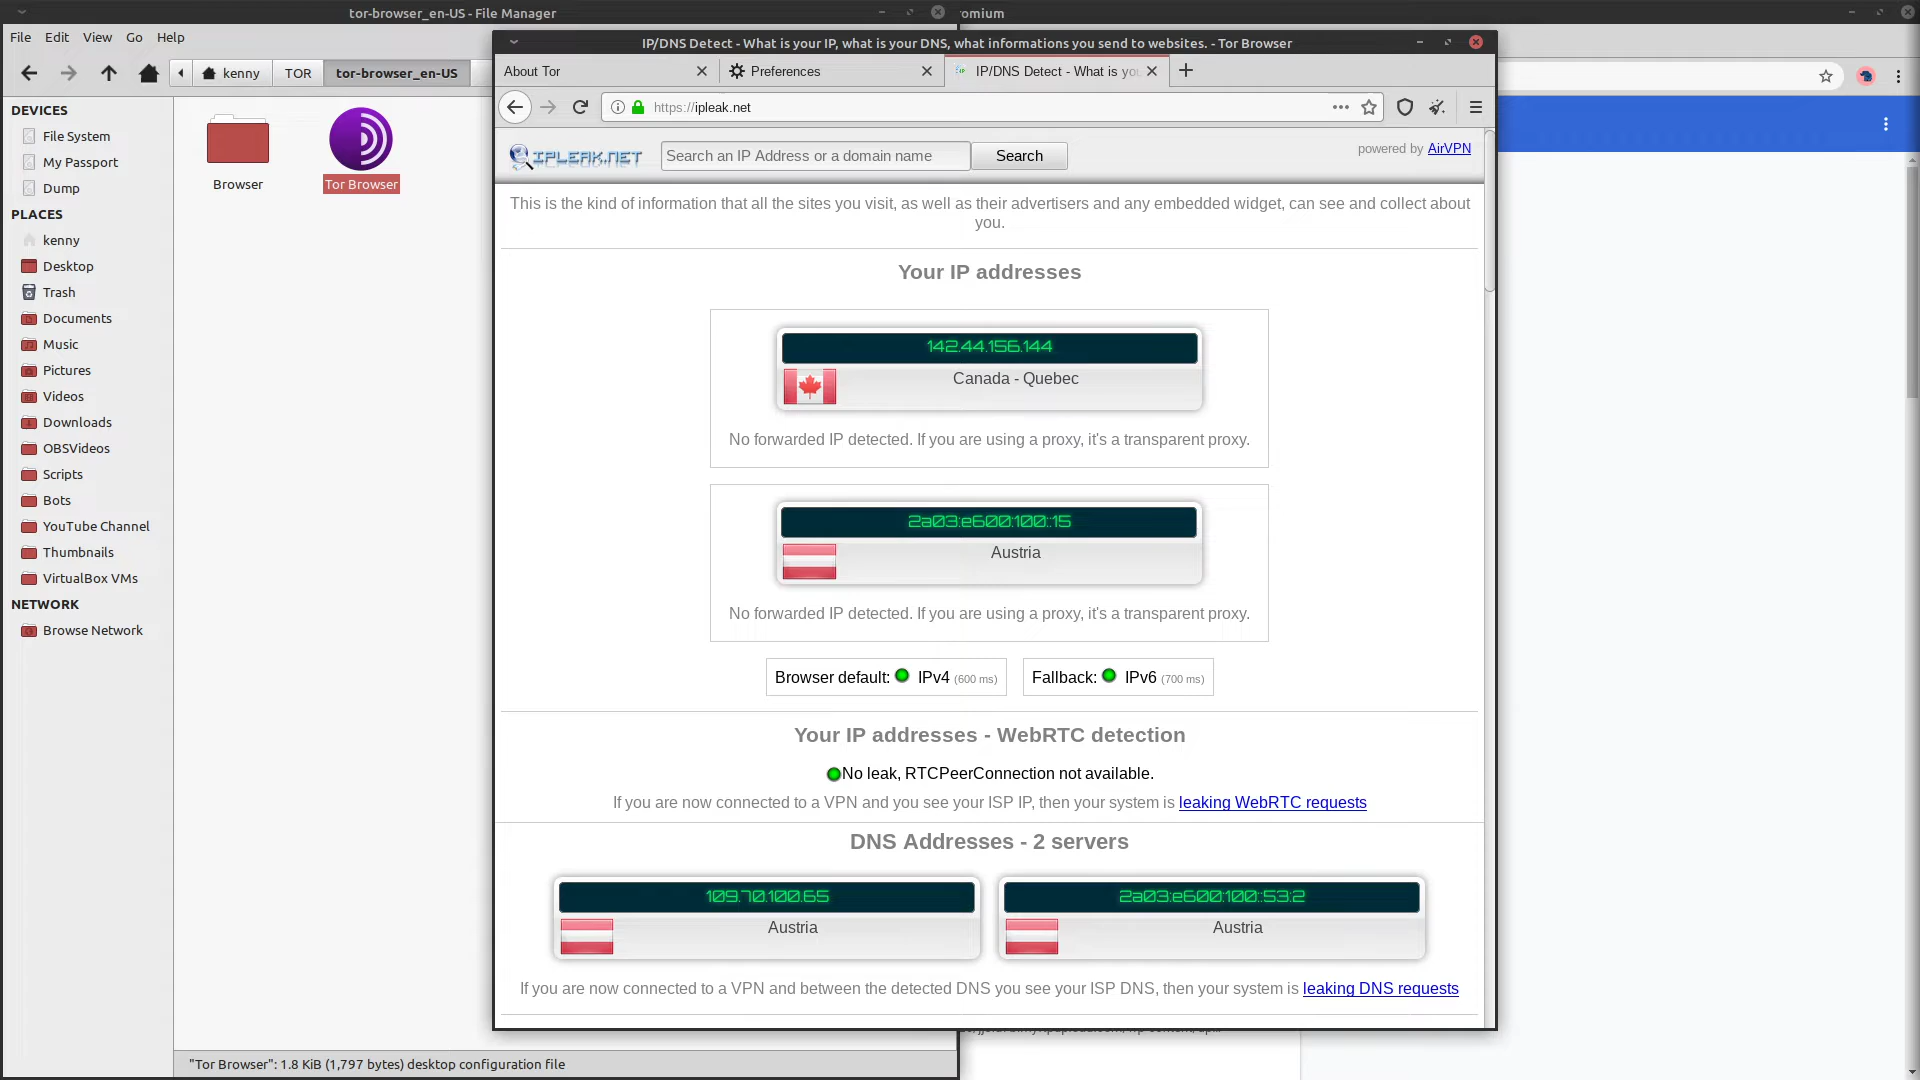 tor-browser_en-US - File Manager
omium
File Edit View Go Help
kenny
TOR
tor-browser_en-US
DEVICES
File System
My Passport
Dump
PLACES
kenny
Desktop
Trash
Documents
Music
Pictures
Videos
Downloads
OBSVideos
Scripts
Bots
YouTube Channel
Thumbnails
VirtualBox VMs
NETWORK
Browse Network
Browser
Tor Browser
"Tor Browser": 1.8 KiB (1,797 bytes) desktop configuration file
IP/DNS Detect - What is your IP, what is your DNS, what informations you send to websites. - Tor Browser
About Tor
Preferences
IP/DNS Detect - What is you
https://ipleak.net
IPLEAK.NET
Search an IP Address or a domain name
Search
powered by AirVPN
This is the kind of information that all the sites you visit, as well as their advertisers and any embedded widget, can see and collect about
you.
Your IP addresses
142.44.156.144
Canada - Quebec
No forwarded IP detected. If you are using a proxy, it's a transparent proxy.
2a03:e600:100::15
Austria
No forwarded IP detected. If you are using a proxy, it's a transparent proxy.
Browser default: IPv4 (600 ms)
Fallback: IPv6 (700 ms)
Your IP addresses - WebRTC detection
No leak, RTCPeerConnection not available.
If you are now connected to a VPN and you see your ISP IP, then your system is leaking WebRTC requests
DNS Addresses - 2 servers
109.70.100.65
Austria
2a03:e600:100::53:2
Austria
If you are now connected to a VPN and between the detected DNS you see your ISP DNS, then your system is leaking DNS requests